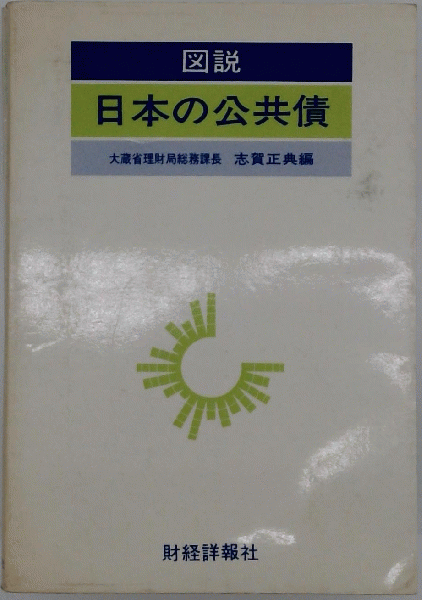 図説
日本の公共債
大蔵省理財局総務課長 志賀正典編
財経詳報社